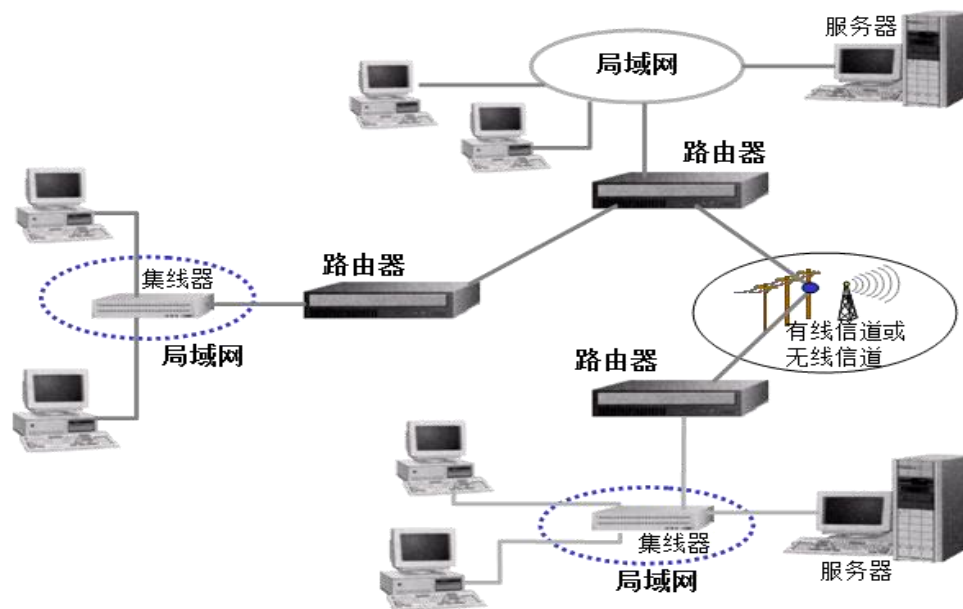 服务器
局域网
路由器
路由器
集线器
局域网
有线信道或
无线信道
路由器
集线器
局域网
服务器